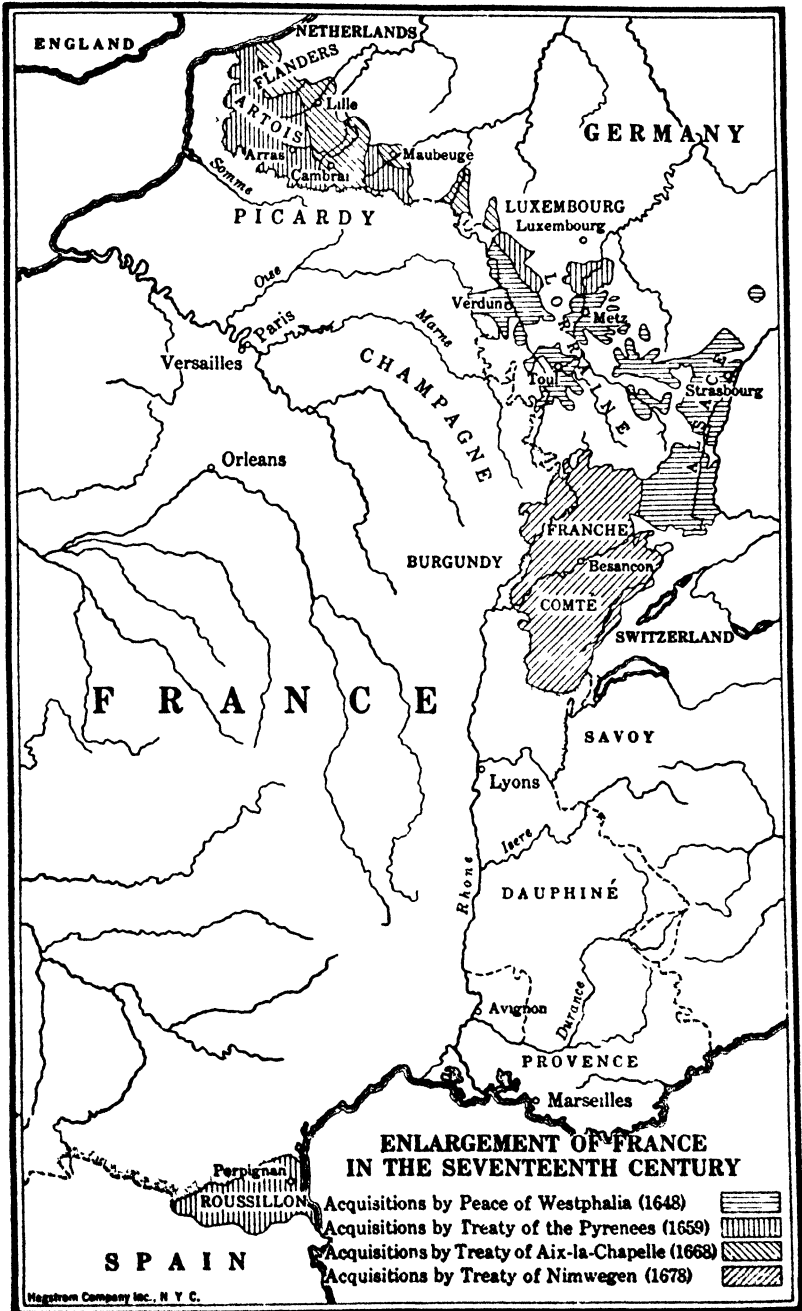 ENGLAND
NETHERLANDS
FLANDERS
Lille
ARTOIS
GERMANY
Arras
Maubeuge
Cambrai
Somme
PICARDY
LUXEMBOURG
Luxembourg
Oise
LORRAINE
Verdun
Metz
Marne
Paris
Versailles
CHAMPAGNE
Toul
Strasbourg
ALSACE
Orleans
FRANCHE
BURGUNDY
Besançon
COMTÉ
SWITZERLAND
FRANCE
SAVOY
Lyons
Isere
Rhone
DAUPHINÉ
Avignon
Durance
PROVENCE
Marseilles
ENLARGEMENT OF FRANCE
IN THE SEVENTEENTH CENTURY
Perpignan
ROUSSILLON
Acquisitions by Peace of Westphalia (1648)
Acquisitions by Treaty of the Pyrenees (1659)
Acquisitions by Treaty of Aix-la-Chapelle (1668)
Acquisitions by Treaty of Nimwegen (1678)
SPAIN
Hagstrom Company Inc., N Y C.